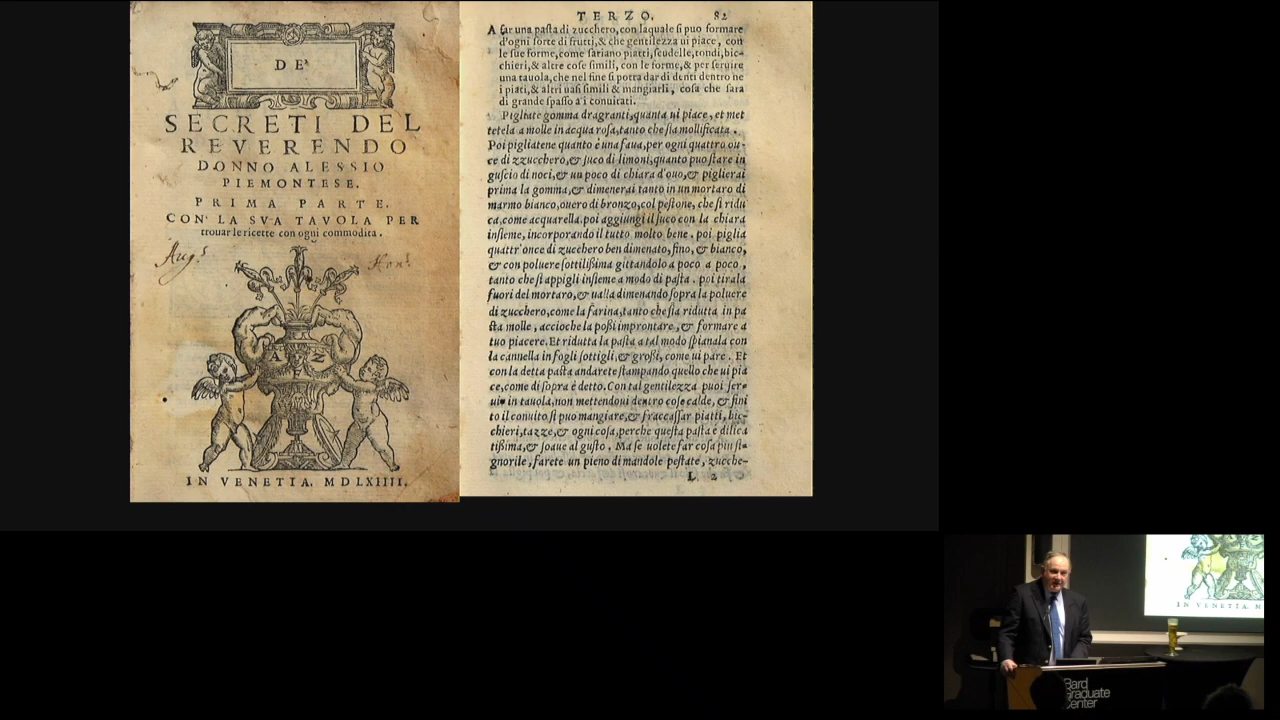 DE'
SECRETI DEL
REVERENDO
DONNO ALESSIO
PIEMONTESE.
PRIMA PARTE.
CON LA SVA TAVOLA PER
trouar le ricette con ogni commodita.
Aug.s
Hon.s
A Z
IN VENETIA. MDLXIIII.
TERZO. 82
A far una pasta di zucchero, con laquale si puo formare
d'ogni sorte di frutti, & che gentilezza ui piace, con
le sue forme, come sariano piatti, scudelle, tondi, bic-
chieri, & altre cose simili, con le forme, & per seruire
una tauola, che nel fine si potra dar di denti dentro ne
i piati, & altri uasi simili & mangiarli, cosa che sara
di grande spasso a i conuitati.
Pigliate gomma draganti, quanta ui piace, et met
tetela a molle in acqua rosa, tanto che sia mollificata.
Poi pigliatene quanto è una faua, per ogni quattro ou-
ce di zzucchero, & suco di limoni, quanto puo stare in
guscio di noci, & un poco di chiara d'ouo, & piglierai
prima la gomma, & dimenerai tanto in un mortaro di
marmo bianco, ouero di bronzo, col pestone, che si ridu
ca, come acquarella. poi aggiungi il suco con la chiara
insieme, incorporando il tutto molto bene. poi piglia
quattr'once di zucchero ben dimenato, fino, & bianco,
& con poluere sottilissima gittandolo a poco a poco,
tanto che si appigli insieme a modo di pasta. poi tirala
fuori del mortaro, & ualla dimenando sopra la poluere
di zucchero, come la farina, tanto che sia ridutta in pa
sta molle, accioche la possi improntare, & formare a
tuo piacere. Et ridutta la pasta a tal modo spianala con
la cannella in fogli sottigli, & grossi, come ui pare. Et
con la detta pasta andarete stampando quello che ui pia
ce, come di sopra è detto. Con tal gentilezza puoi ser-
uir in tauola, non mettendoui dentro cose calde, & fini
to il conuito si puo mangiare, & fraccassar piatti, bic-
chieri, tazze, & ogni cosa, perche questa pasta è dilica
tissima, & soaue al gusto. Ma se uolete far cosa piu si-
gnorile, farete un pieno di mandole pestate, zucche-
L 2
IN VENETIA. M
Bard
Graduate
Center